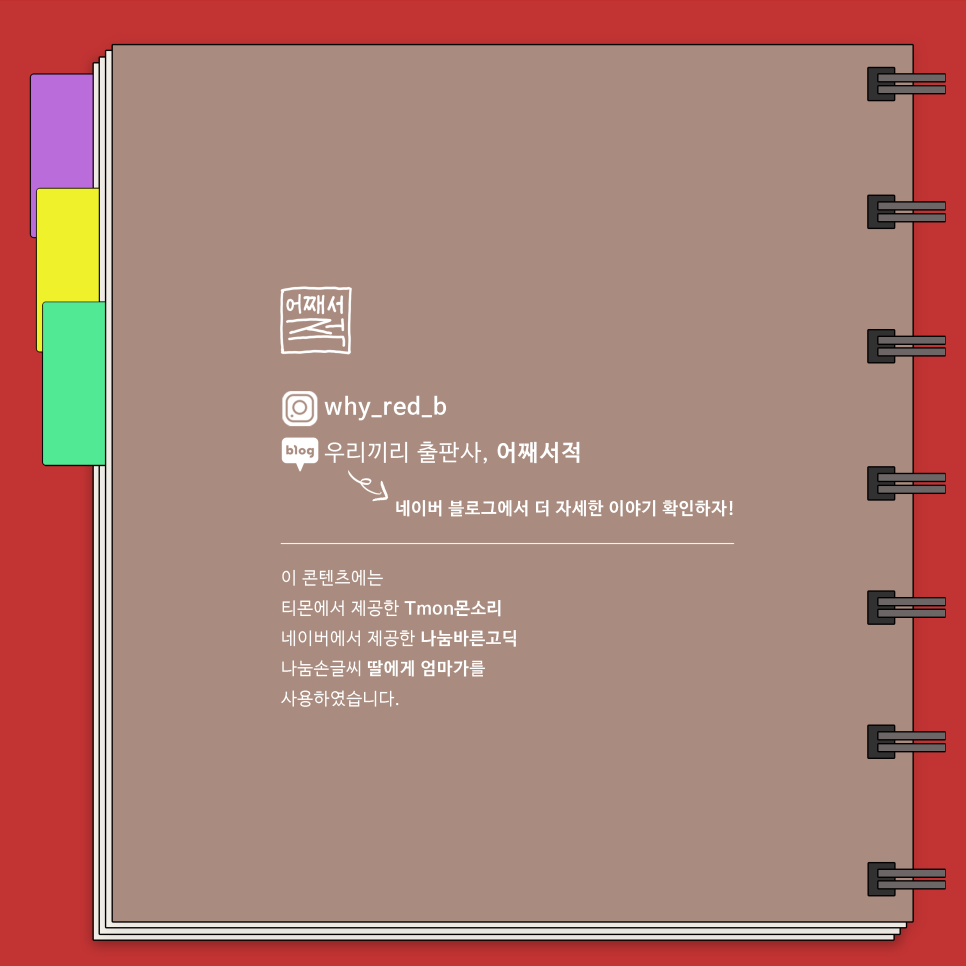 어째서
적
why_red_b
blog 우리끼리 출판사, 어째서적
네이버 블로그에서 더 자세한 이야기 확인하자!
이 콘텐츠에는
티몬에서 제공한 Tmon몬소리
네이버에서 제공한 나눔바른고딕
나눔손글씨 딸에게 엄마가를
사용하였습니다.